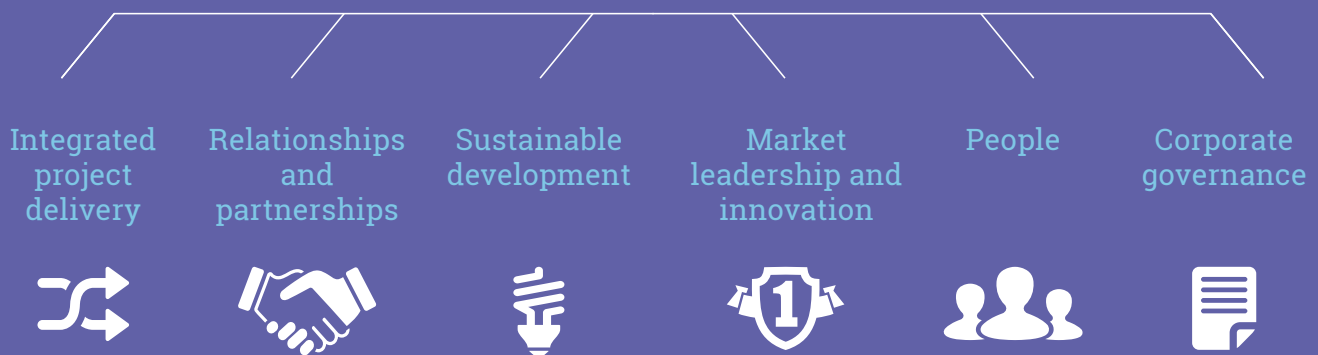 Integrated
project
delivery
Relationships
and
partnerships
Sustainable
development
Market
leadership and
innovation
People
Corporate
governance
1